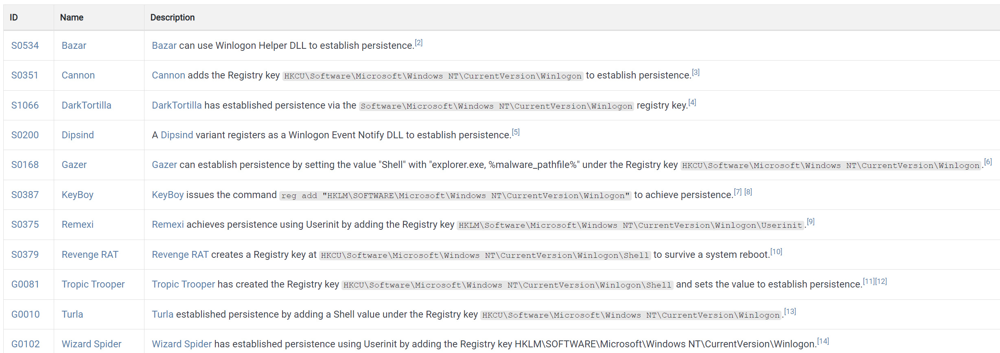 ID Name Description
S0534 Bazar Bazar can use Winlogon Helper DLL to establish persistence.[2]
S0351 Cannon Cannon adds the Registry key HKCU\Software\Microsoft\Windows NT\CurrentVersion\Winlogon to establish persistence.[3]
S1066 DarkTortilla DarkTortilla has established persistence via the Software\Microsoft\Windows NT\CurrentVersion\Winlogon registry key.[4]
S0200 Dipsind A Dipsind variant registers as a Winlogon Event Notify DLL to establish persistence.[5]
S0168 Gazer Gazer can establish persistence by setting the value "Shell" with "explorer.exe, %malware_pathfile%" under the Registry key HKCU\Software\Microsoft\Windows NT\CurrentVersion\Winlogon.[6]
S0387 KeyBoy KeyBoy issues the command reg add "HKLM\SOFTWARE\Microsoft\Windows NT\CurrentVersion\Winlogon" to achieve persistence.[7] [8]
S0375 Remexi Remexi achieves persistence using Userinit by adding the Registry key HKLM\Software\Microsoft\Windows NT\CurrentVersion\Winlogon\Userinit.[9]
S0379 Revenge RAT Revenge RAT creates a Registry key at HKCU\Software\Microsoft\Windows NT\CurrentVersion\Winlogon\Shell to survive a system reboot.[10]
G0081 Tropic Trooper Tropic Trooper has created the Registry key HKCU\Software\Microsoft\Windows NT\CurrentVersion\Winlogon\Shell and sets the value to establish persistence.[11][12]
G0010 Turla Turla established persistence by adding a Shell value under the Registry key HKCU\Software\Microsoft\Windows NT\CurrentVersion\Winlogon.[13]
G0102 Wizard Spider Wizard Spider has established persistence using Userinit by adding the Registry key HKLM\SOFTWARE\Microsoft\Windows NT\CurrentVersion\Winlogon.[14]